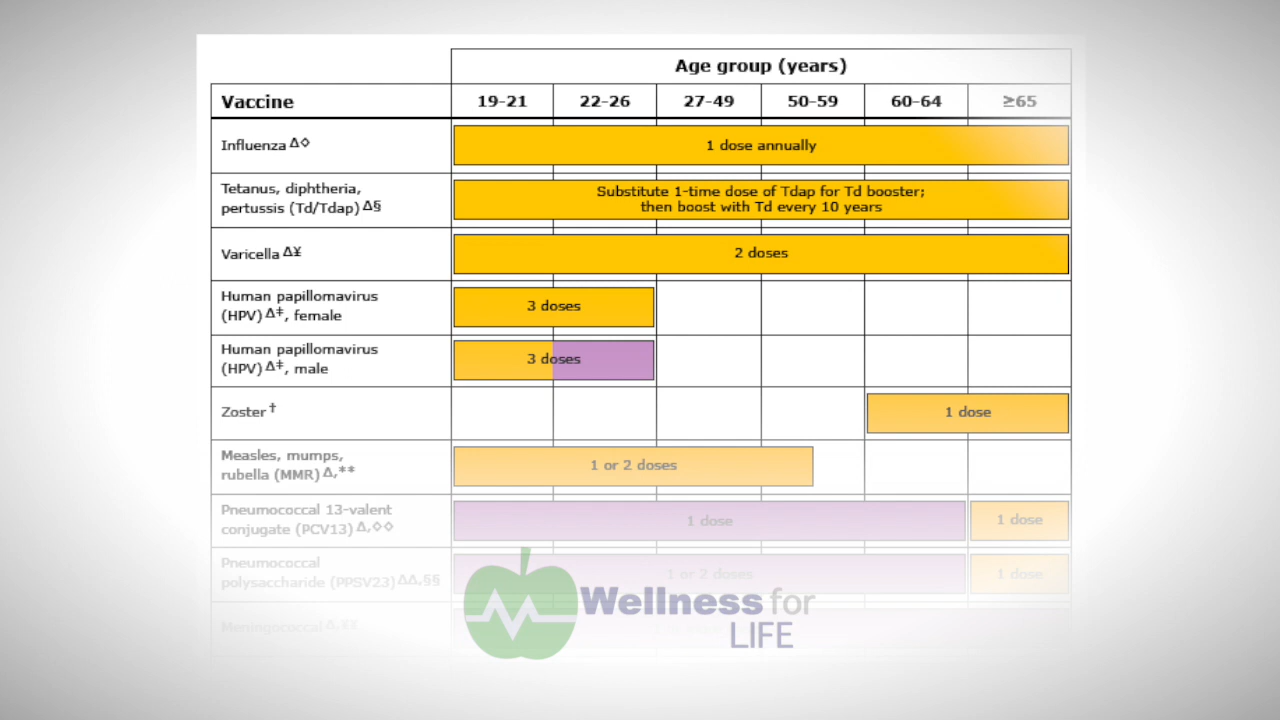 Age group (years)
Vaccine 19-21 22-26 27-49 50-59 60-64 ≥65
Influenza Δ◇ 1 dose annually
Tetanus, diphtheria,
pertussis (Td/Tdap) Δ§
Substitute 1-time dose of Tdap for Td booster;
then boost with Td every 10 years
Varicella Δ¥ 2 doses
Human papillomavirus
(HPV) Δ‡, female
3 doses
Human papillomavirus
(HPV) Δ‡, male
3 doses
Zoster † 1 dose
Measles, mumps,
rubella (MMR) Δ,**
1 or 2 doses
Pneumococcal 13-valent
conjugate (PCV13) Δ,◇◇
1 dose 1 dose
Pneumococcal
polysaccharide (PPSV23) ΔΔ,§§
1 or 2 doses 1 dose
Meningococcal Δ,¥¥
Wellness for
LIFE